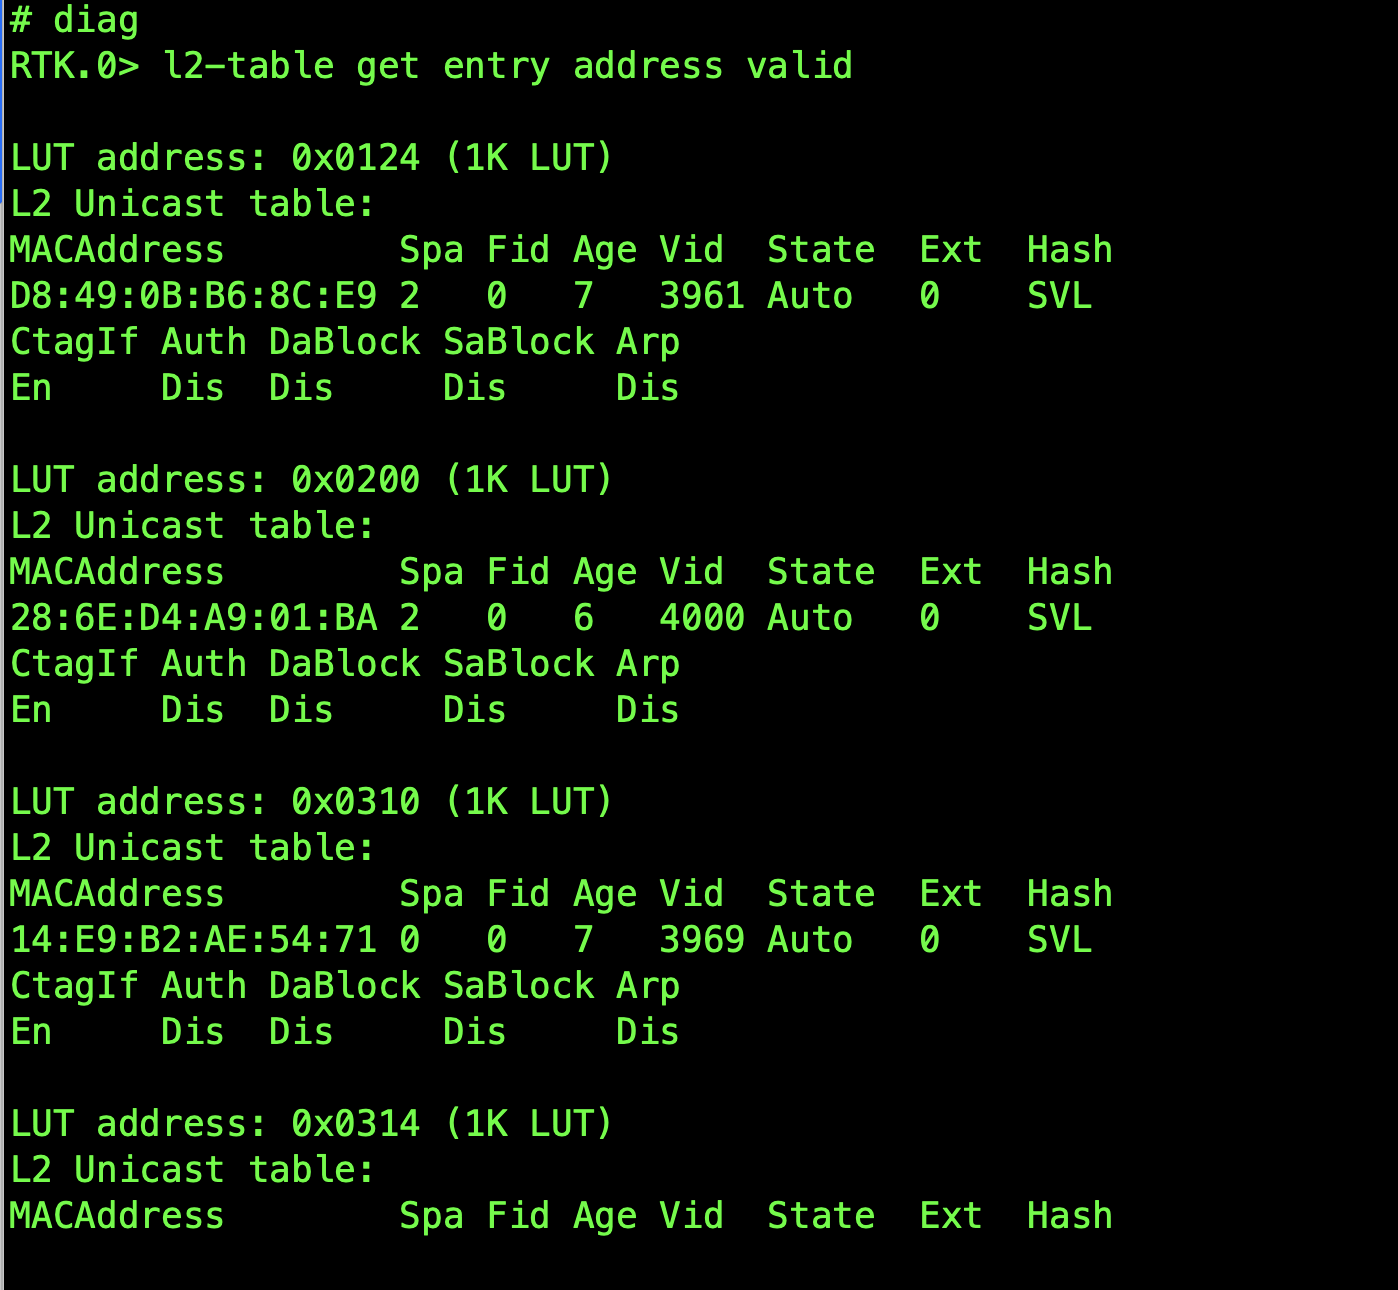 # diag
RTK.0> l2-table get entry address valid
LUT address: 0x0124 (1K LUT)
L2 Unicast table:
MACAddress        Spa Fid Age Vid  State  Ext  Hash
D8:49:0B:B6:8C:E9 2   0   7   3961 Auto   0    SVL
CtagIf Auth DaBlock SaBlock Arp
En     Dis  Dis     Dis     Dis
LUT address: 0x0200 (1K LUT)
L2 Unicast table:
MACAddress        Spa Fid Age Vid  State  Ext  Hash
28:6E:D4:A9:01:BA 2   0   6   4000 Auto   0    SVL
CtagIf Auth DaBlock SaBlock Arp
En     Dis  Dis     Dis     Dis
LUT address: 0x0310 (1K LUT)
L2 Unicast table:
MACAddress        Spa Fid Age Vid  State  Ext  Hash
14:E9:B2:AE:54:71 0   0   7   3969 Auto   0    SVL
CtagIf Auth DaBlock SaBlock Arp
En     Dis  Dis     Dis     Dis
LUT address: 0x0314 (1K LUT)
L2 Unicast table:
MACAddress        Spa Fid Age Vid  State  Ext  Hash